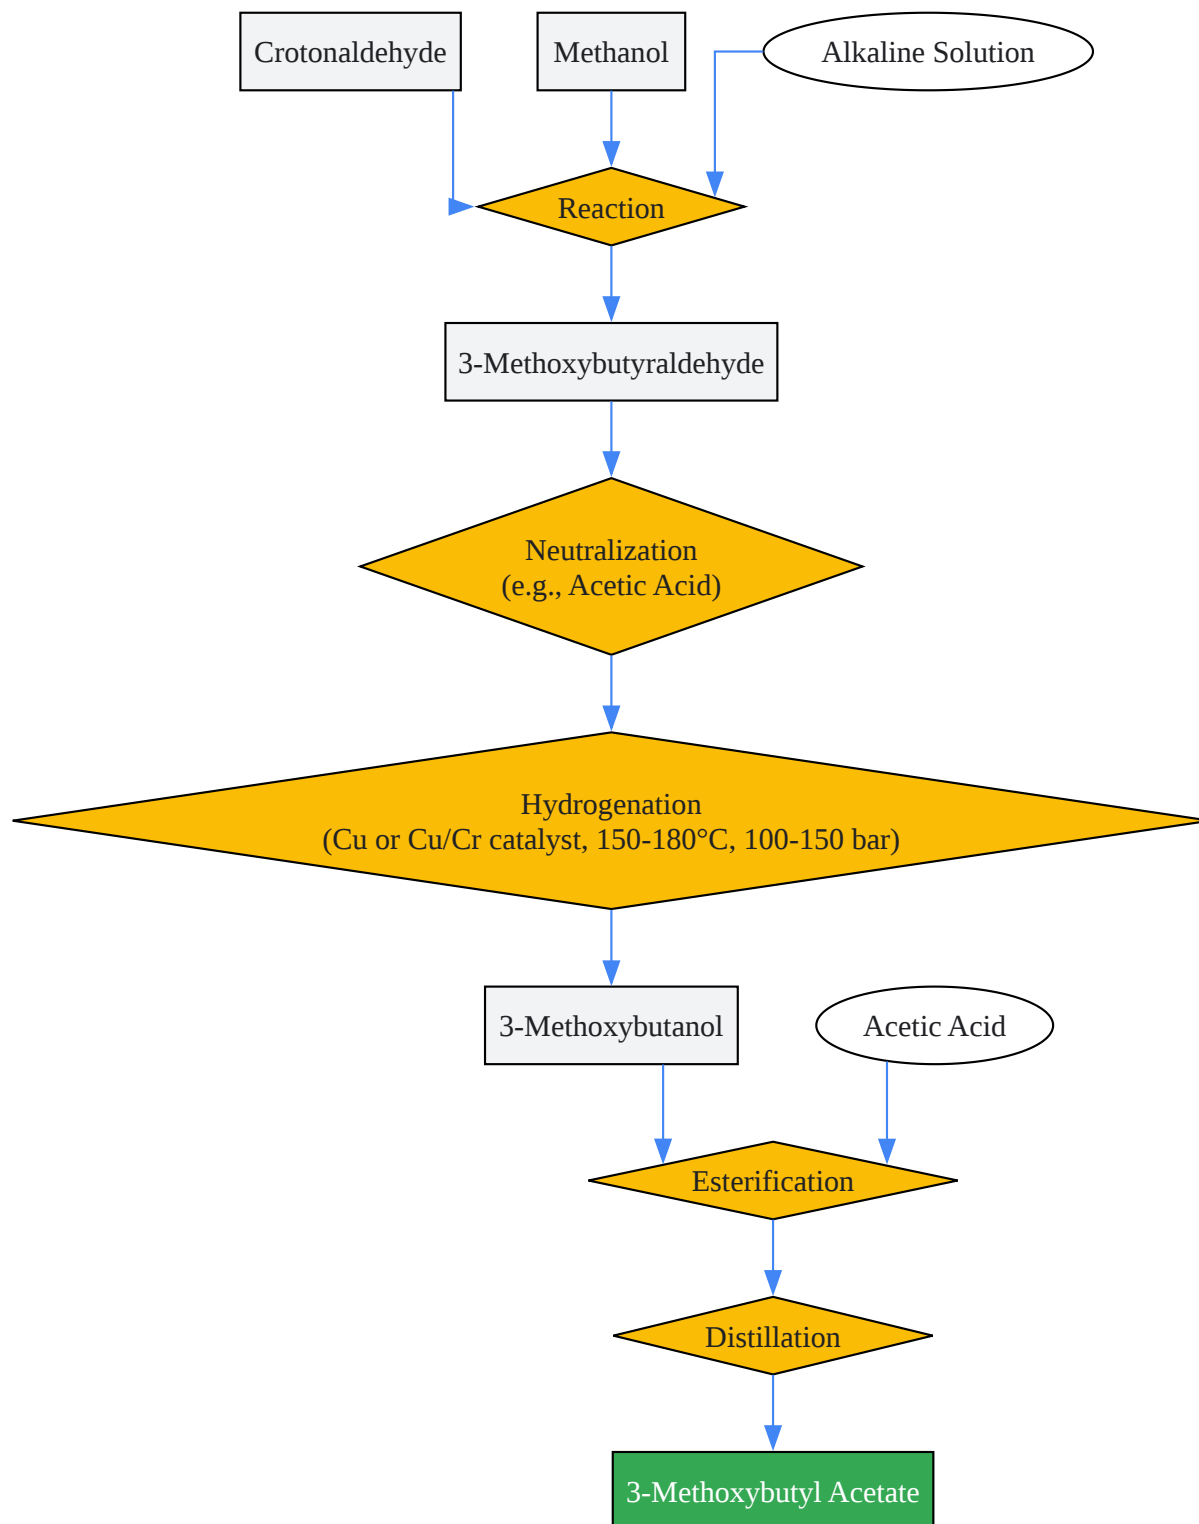 Crotonaldehyde
Methanol
Alkaline Solution
Reaction
3-Methoxybutyraldehyde
Neutralization
(e.g., Acetic Acid)
Hydrogenation
(Cu or Cu/Cr catalyst, 150-180°C, 100-150 bar)
3-Methoxybutanol
Acetic Acid
Esterification
Distillation
3-Methoxybutyl Acetate